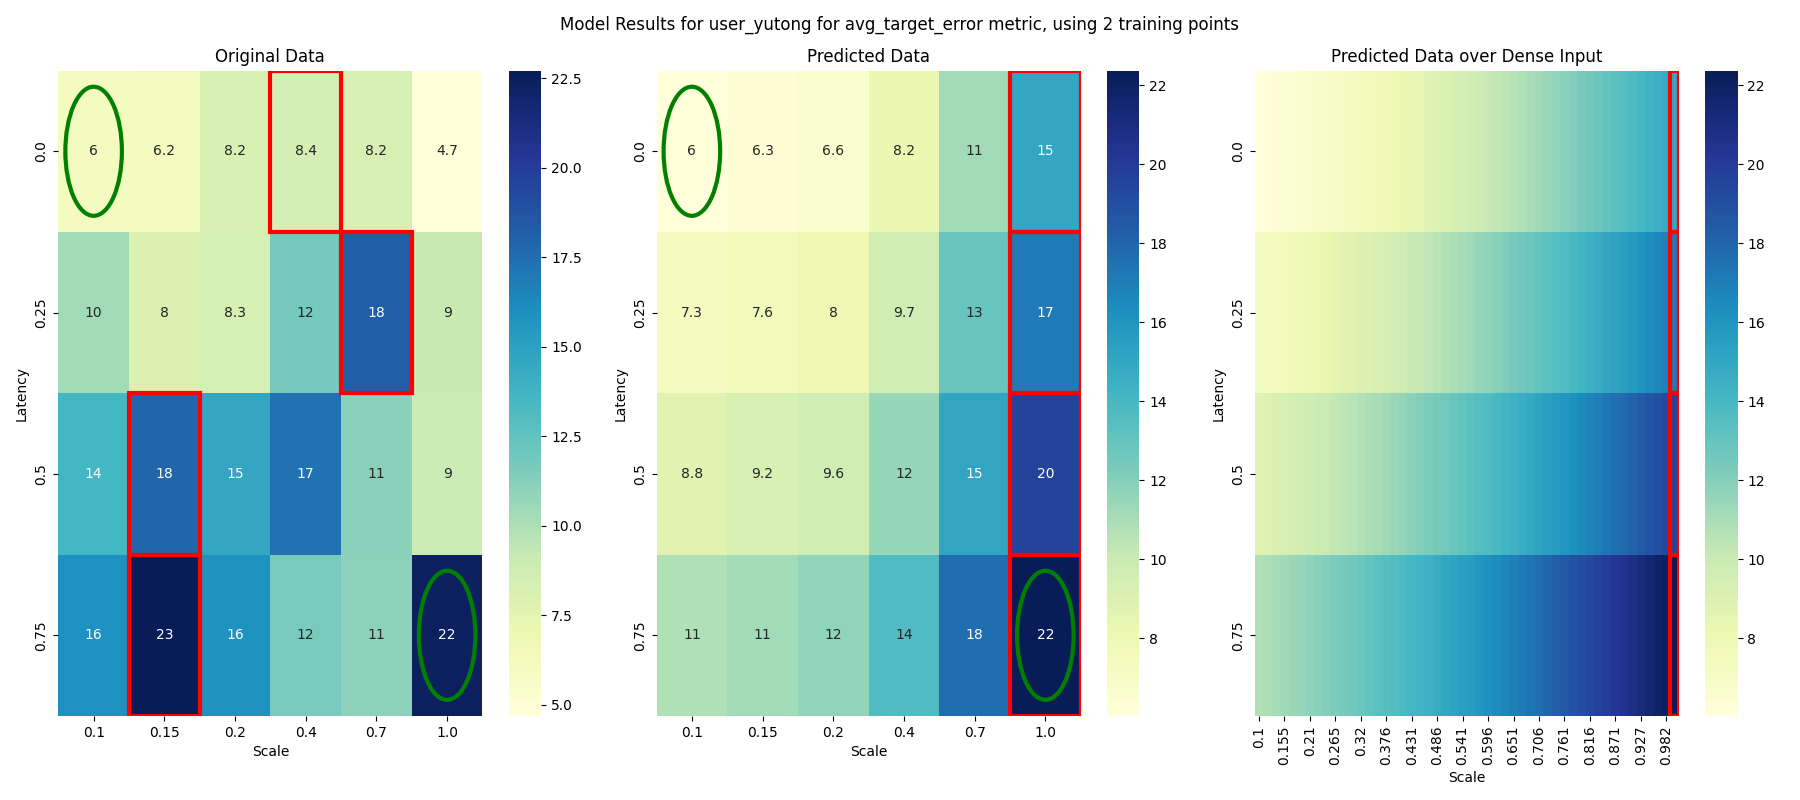 Model Results for user_yutong for avg_target_error metric, using 2 training points
Original Data
Predicted Data
Predicted Data over Dense Input
0.0
6 6.2 8.2 8.4 8.2 4.7
0.25
10 8 8.3 12 18 9
0.5
14 18 15 17 11 9
0.75
16 23 16 12 11 22
Latency
0.1 0.15 0.2 0.4 0.7 1.0
Scale
22.5
20.0
17.5
15.0
12.5
10.0
7.5
5.0
0.0
6 6.3 6.6 8.2 11 15
0.25
7.3 7.6 8 9.7 13 17
0.5
8.8 9.2 9.6 12 15 20
0.75
11 11 12 14 18 22
Latency
0.1 0.15 0.2 0.4 0.7 1.0
Scale
22
20
18
16
14
12
10
8
0.0
0.25
0.5
0.75
Latency
0.1 0.155 0.21 0.265 0.32 0.376 0.431 0.486 0.541 0.596 0.651 0.706 0.761 0.816 0.871 0.927 0.982
Scale
22
20
18
16
14
12
10
8